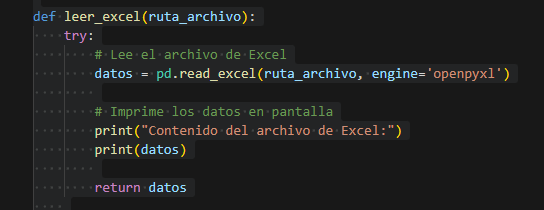 def leer_excel(ruta_archivo):
    try:
        # Lee el archivo de Excel
        datos = pd.read_excel(ruta_archivo, engine='openpyxl')
        # Imprime los datos en pantalla
        print("Contenido del archivo de Excel:")
        print(datos)
        return datos